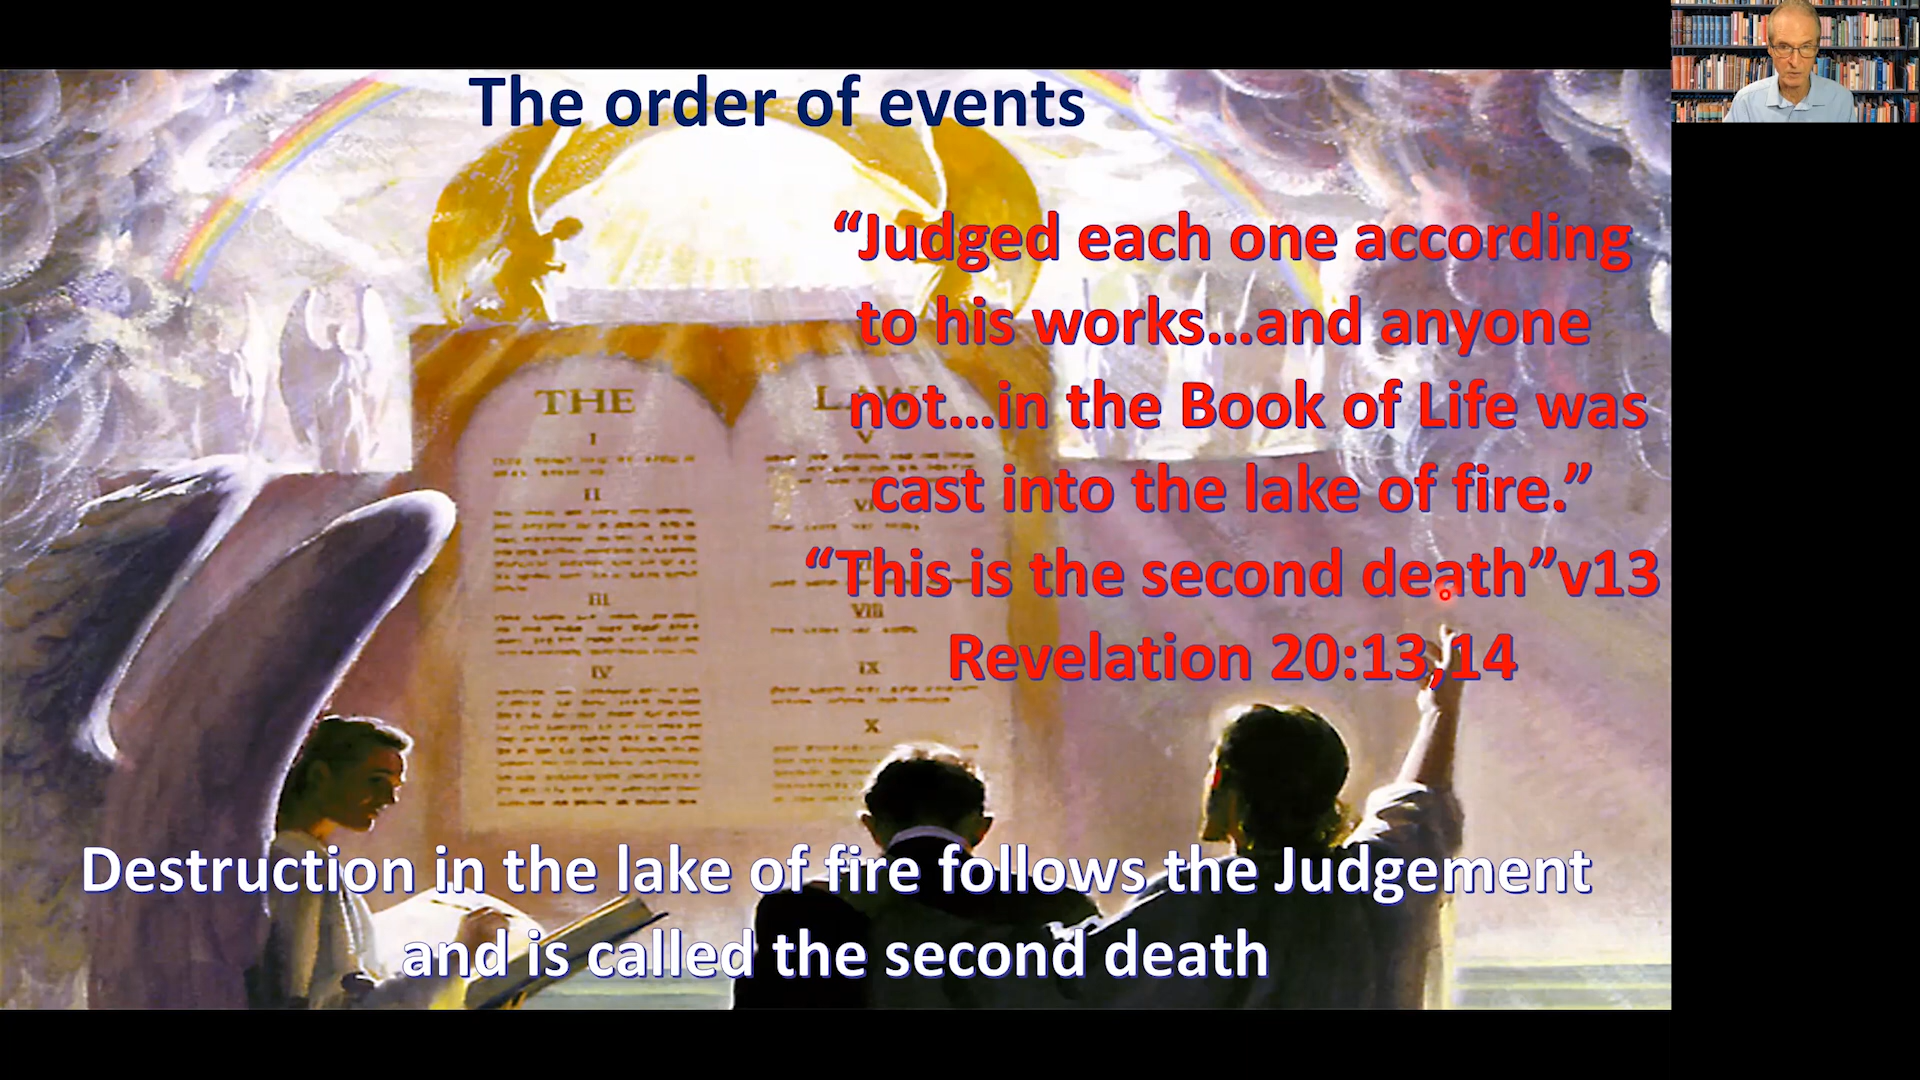 The order of events
“Judged each one according
to his works...and anyone
not...in the Book of Life was
cast into the lake of fire.”
“This is the second death”v13
Revelation 20:13,14
THE LAW
I
II
III
IV
V
VIII
IX
X
Destruction in the lake of fire follows the Judgement
and is called the second death